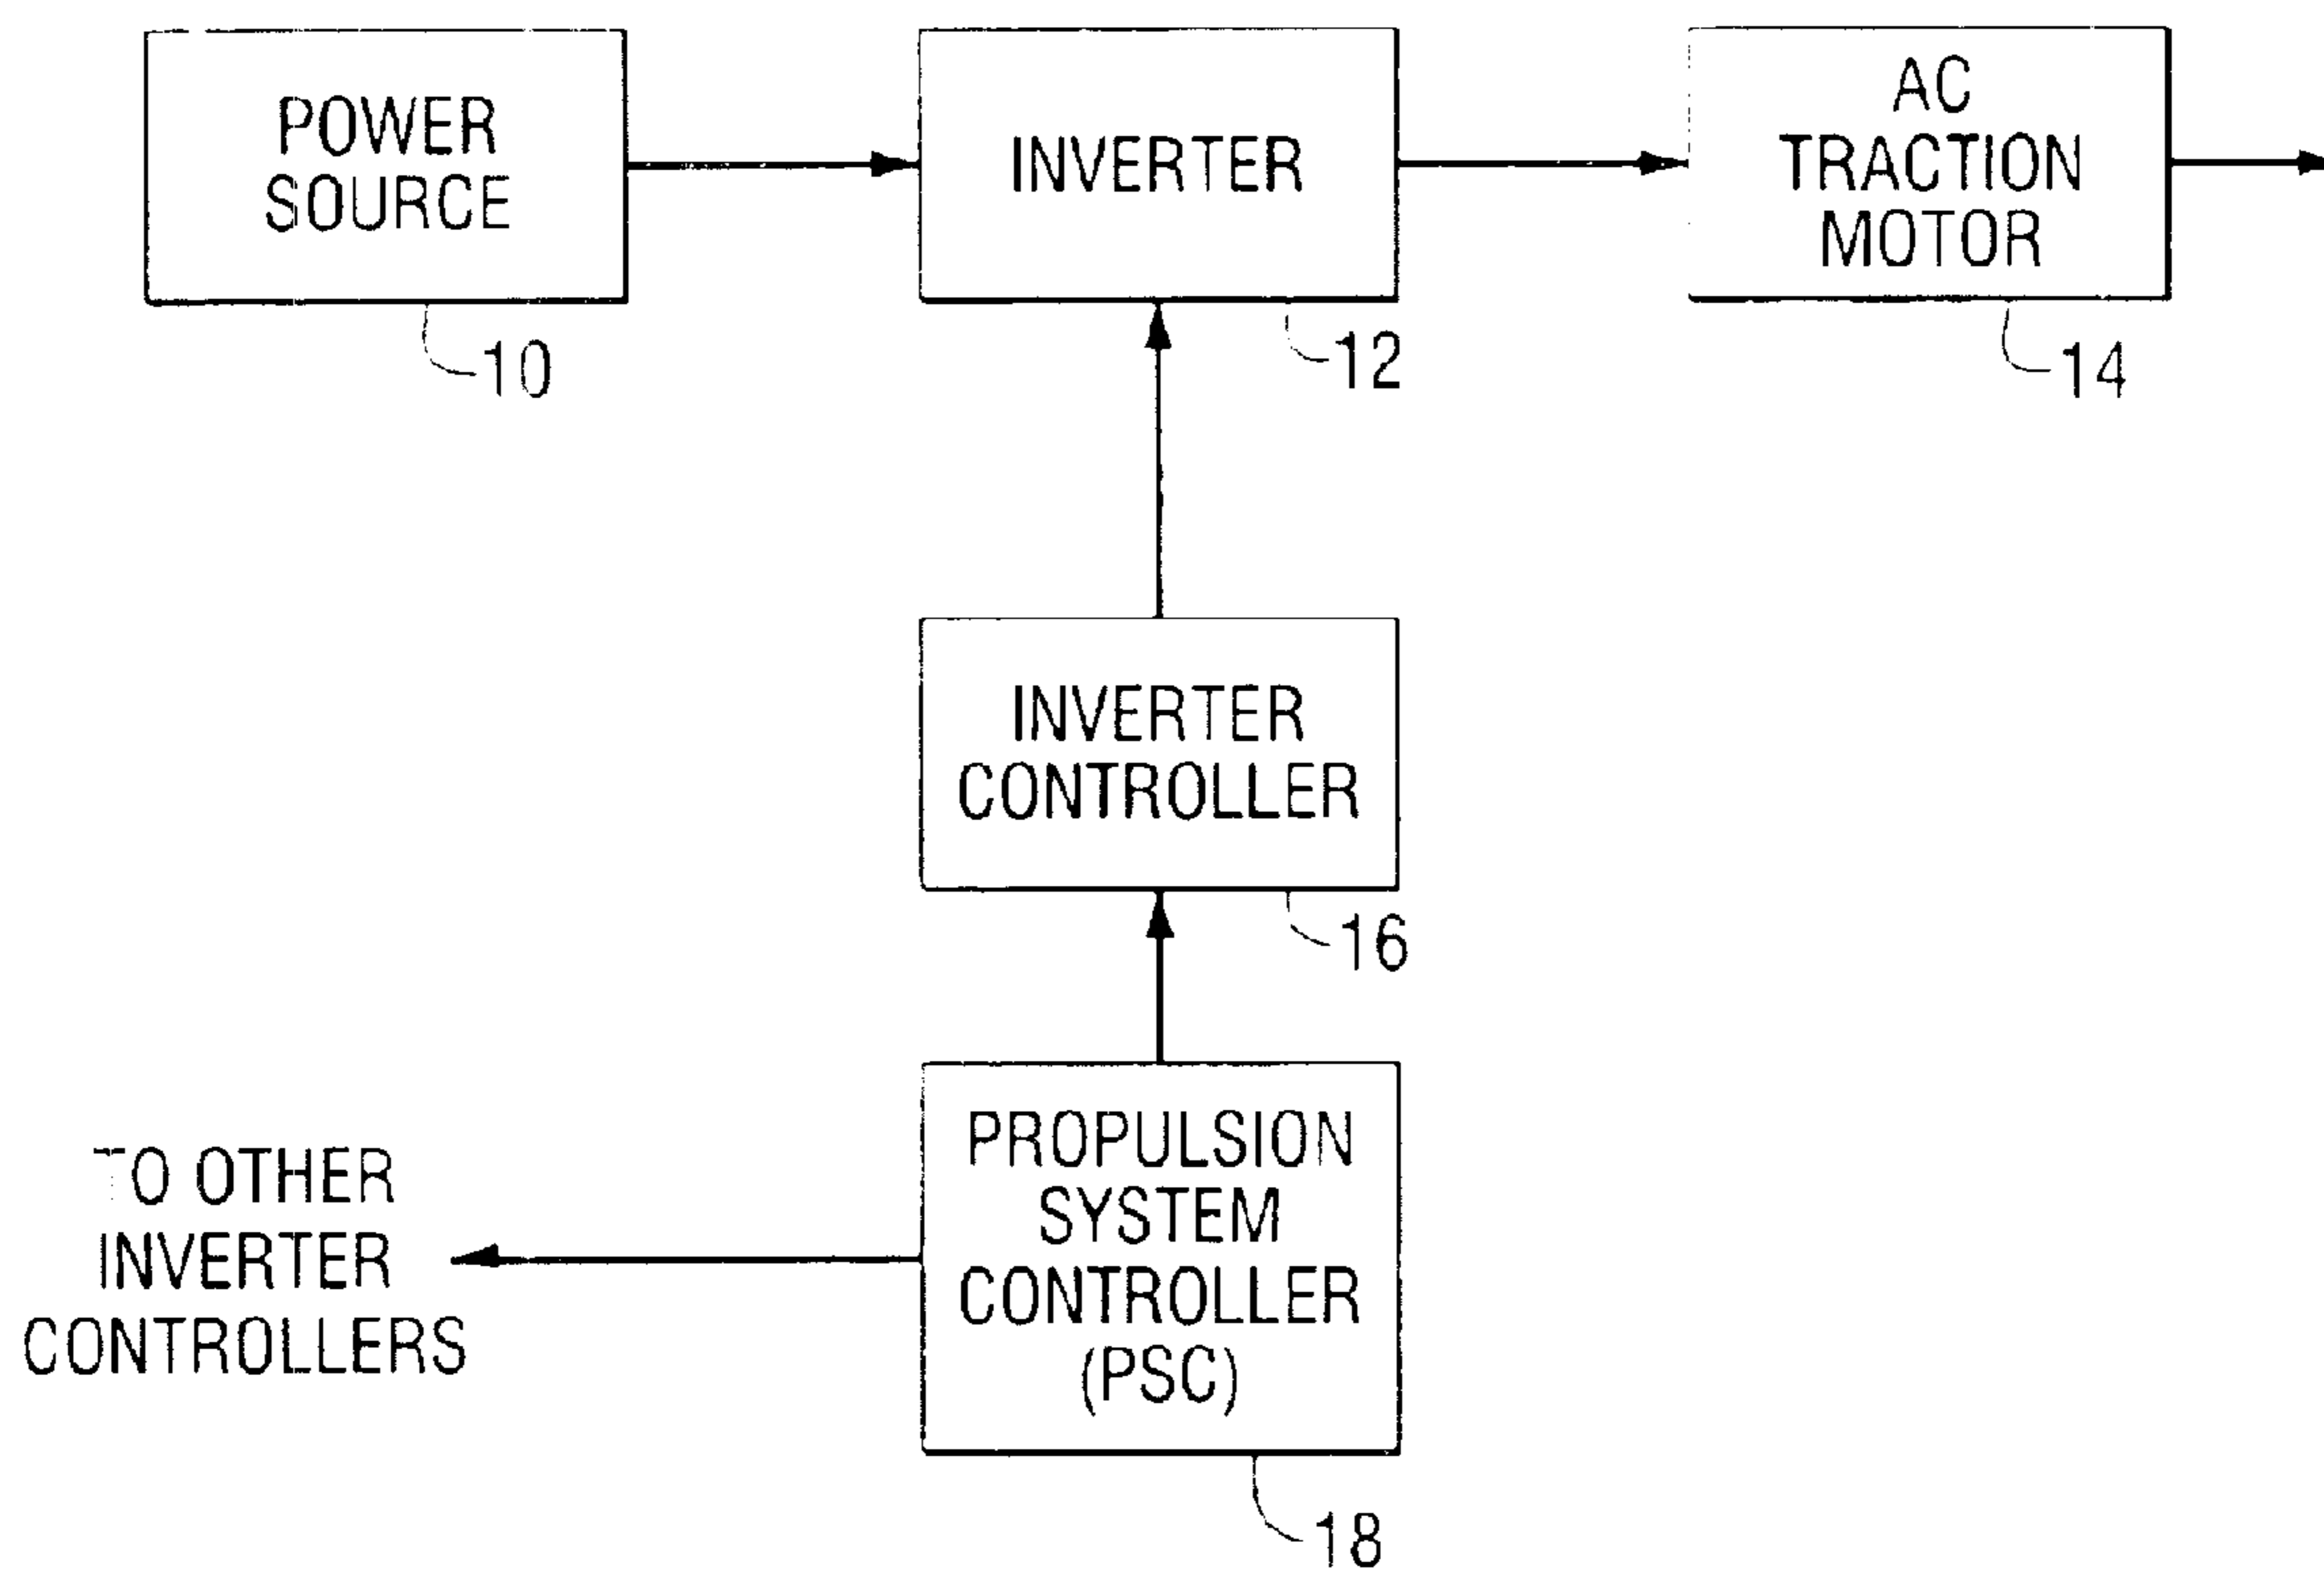 POWER
SOURCE
10
INVERTER
12
AC
TRACTION
MOTOR
14
INVERTER
CONTROLLER
16
TO OTHER
INVERTER
CONTROLLERS
PROPULSION
SYSTEM
CONTROLLER
(PSC)
18